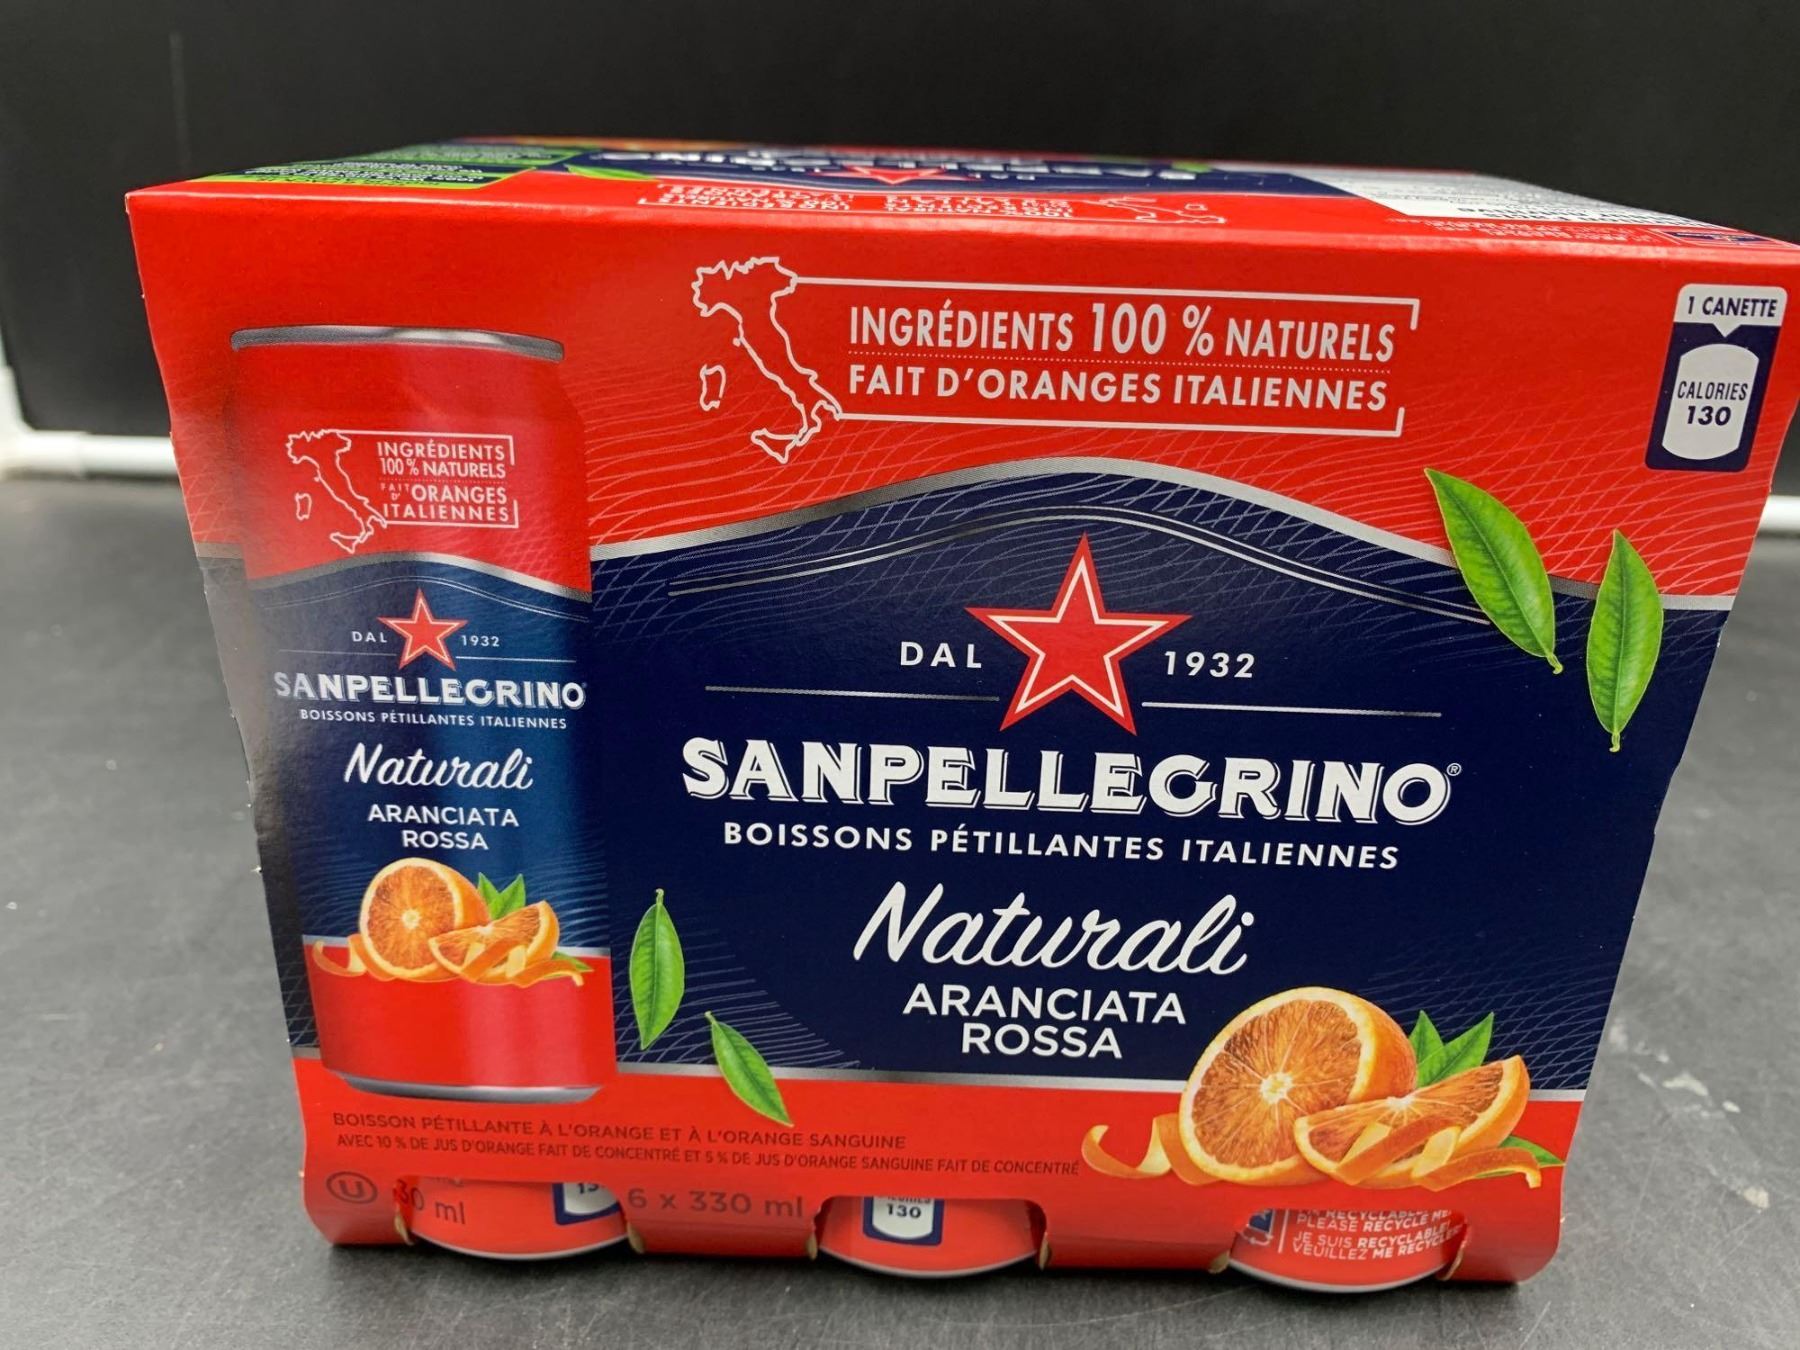 INGRÉDIENTS 100 % NATURELS
FAIT D'ORANGES ITALIENNES
1 CANETTE
CALORIES
130
INGRÉDIENTS
100 % NATURELS
FAIT D'ORANGES
ITALIENNES
DAL 1932
SANPELLEGRINO
BOISSONS PÉTILLANTES ITALIENNES
Naturali
ARANCIATA
ROSSA
DAL 1932
SANPELLEGRINO®
BOISSONS PÉTILLANTES ITALIENNES
Naturali
ARANCIATA
ROSSA
BOISSON PÉTILLANTE À L'ORANGE ET À L'ORANGE SANGUINE
AVEC 10 % DE JUS D'ORANGE FAIT DE CONCENTRÉ ET 5 % DE JUS D'ORANGE SANGUINE FAIT DE CONCENTRÉ
U
ml
6 x 330 ml
130
PLEASE RECYCLE ME
JE SUIS RECYCLABLE
VEUILLEZ ME